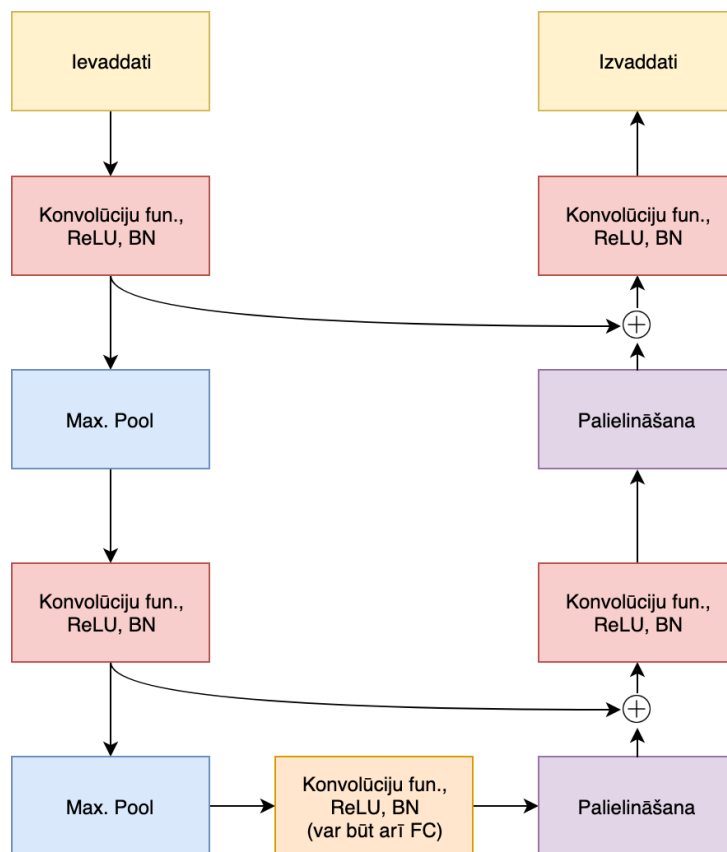 Ievaddati
Izvaddati
Konvolūciju fun.,
ReLU, BN
Konvolūciju fun.,
ReLU, BN
Max. Pool
Palielināšana
Konvolūciju fun.,
ReLU, BN
Konvolūciju fun.,
ReLU, BN
Max. Pool
Konvolūciju fun.,
ReLU, BN
(var būt arī FC)
Palielināšana